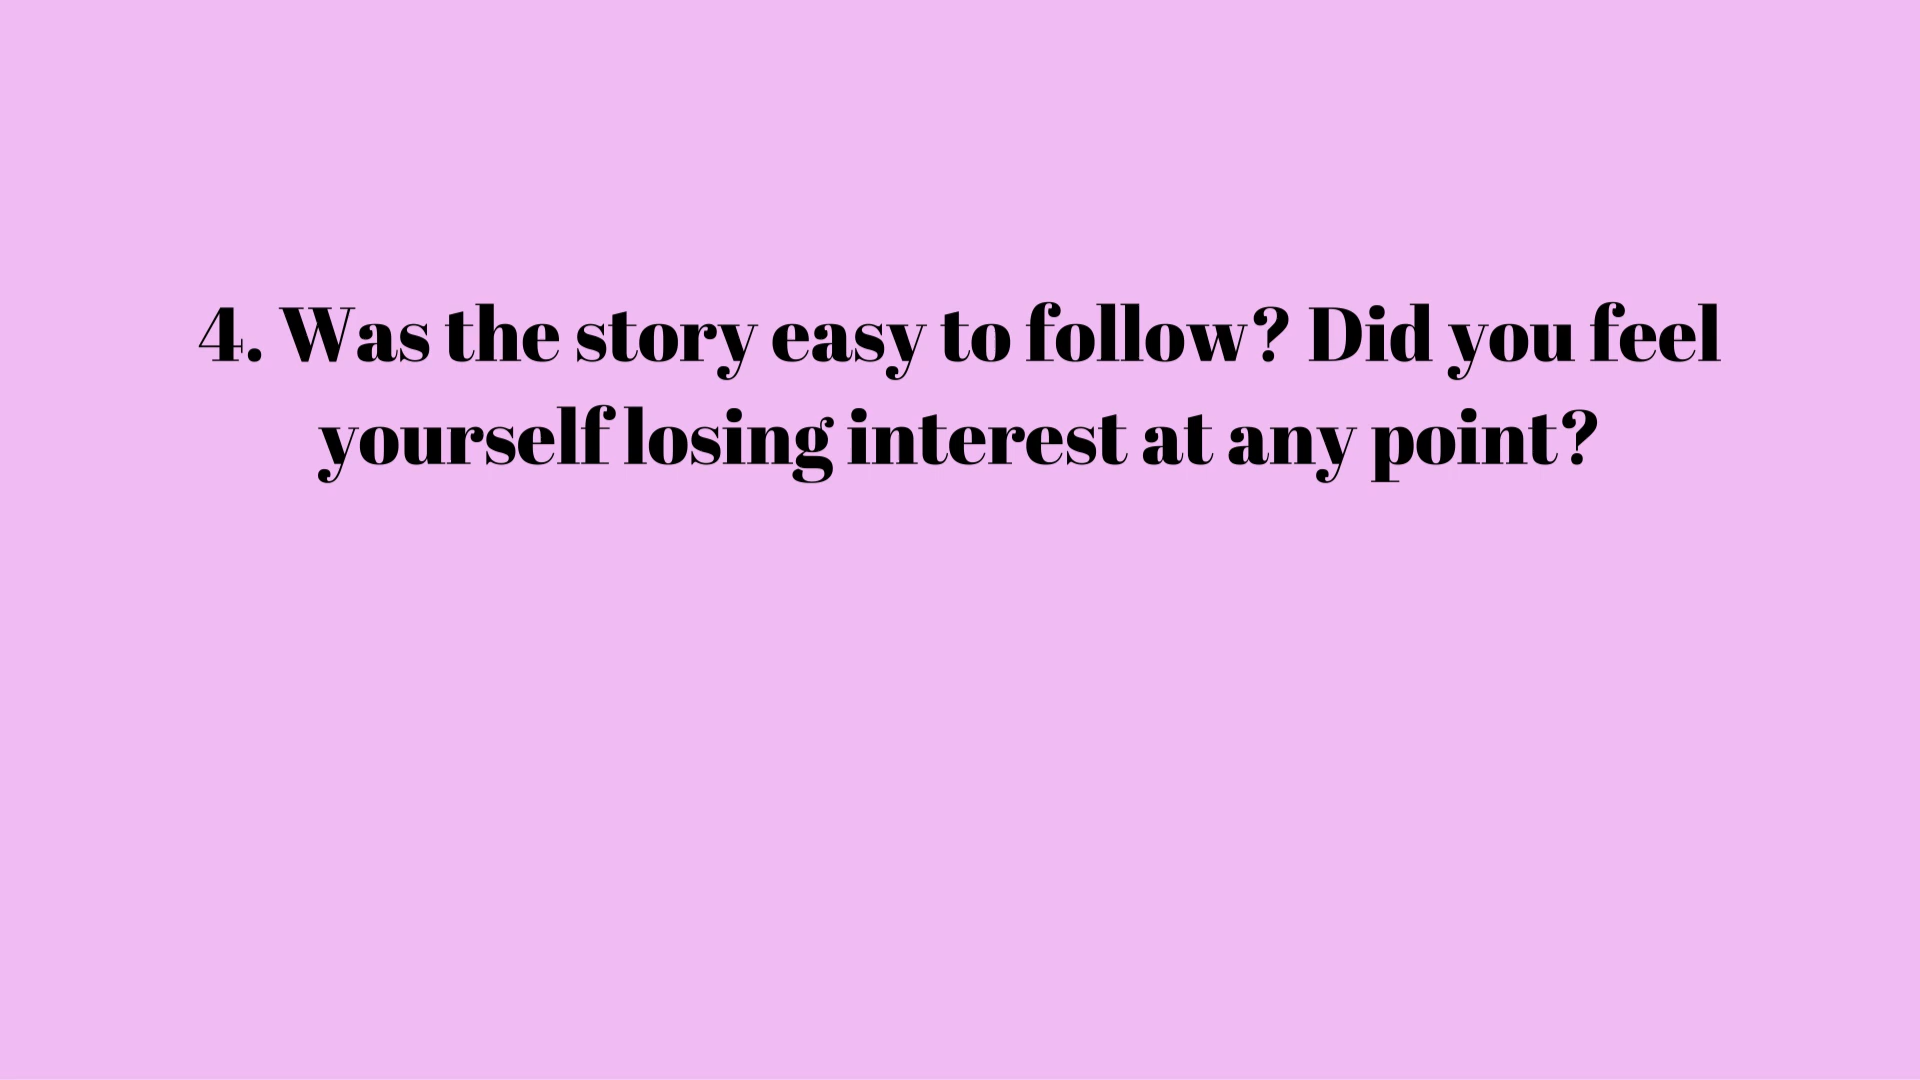 4. Was the story easy to follow? Did you feel
yourself losing interest at any point?